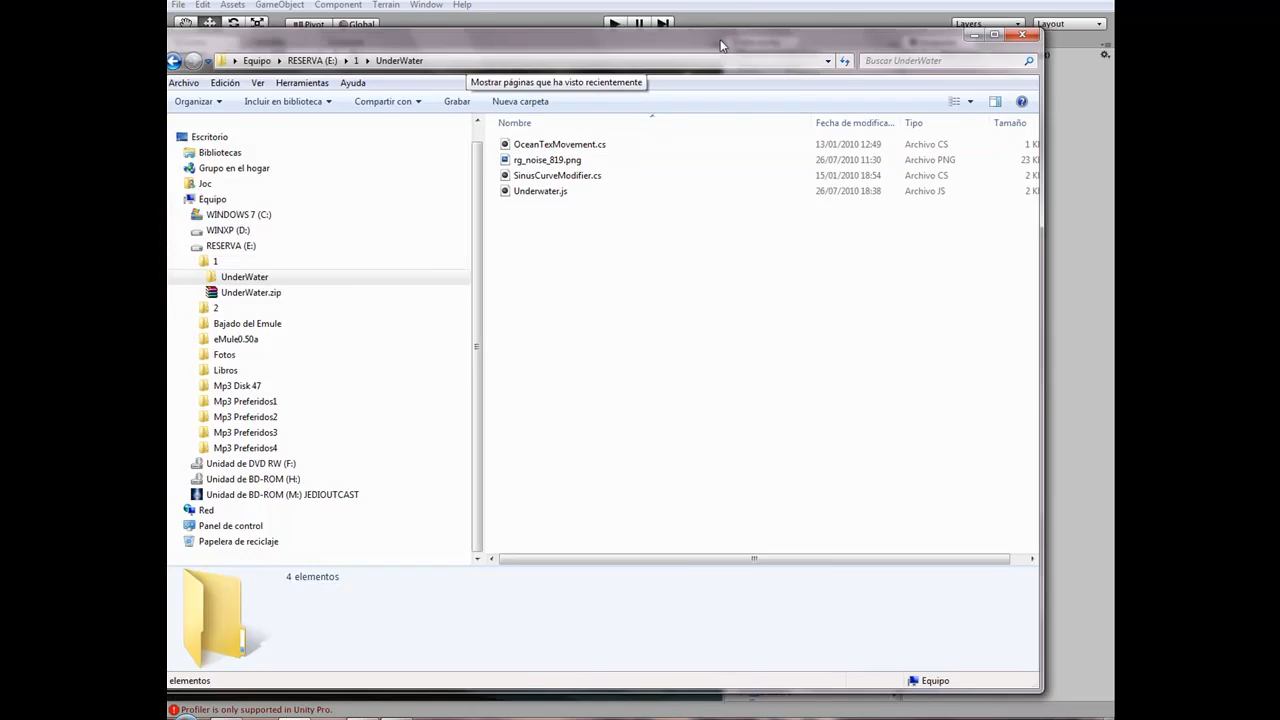 File Edit Assets GameObject Component Terrain Window Help
Pivot Global Layers Layout
Equipo RESERVA (E:) 1 UnderWater Buscar UnderWater
Archivo Edición Ver Herramientas Ayuda
Mostrar páginas que ha visto recientemente
Organizar Incluir en biblioteca Compartir con Grabar Nueva carpeta
Nombre Fecha de modifica... Tipo Tamaño
OceanTexMovement.cs 13/01/2010 12:49 Archivo CS 1 K
rg_noise_819.png 26/07/2010 11:30 Archivo PNG 23 K
SinusCurveModifier.cs 15/01/2010 18:54 Archivo CS 2 K
Underwater.js 26/07/2010 18:38 Archivo JS 2 K
Escritorio
Bibliotecas
Grupo en el hogar
Joc
Equipo
WINDOWS 7 (C:)
WINXP (D:)
RESERVA (E:)
1
UnderWater
UnderWater.zip
2
Bajado del Emule
eMule0.50a
Fotos
Libros
Mp3 Disk 47
Mp3 Preferidos1
Mp3 Preferidos2
Mp3 Preferidos3
Mp3 Preferidos4
Unidad de DVD RW (F:)
Unidad de BD-ROM (H:)
Unidad de BD-ROM (M:) JEDIOUTCAST
Red
Panel de control
Papelera de reciclaje
4 elementos
elementos Equipo
Profiler is only supported in Unity Pro.